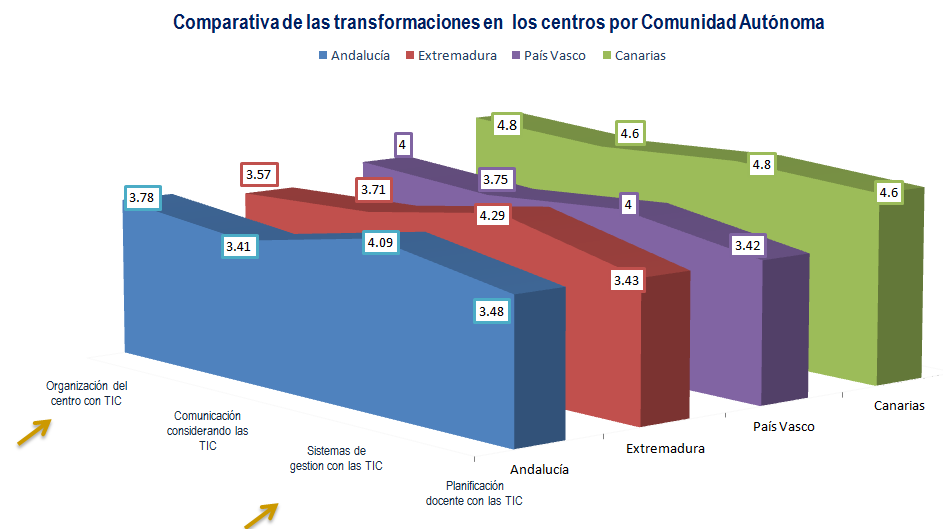 Comparativa de las transformaciones en los centros por Comunidad Autónoma
Andalucía Extremadura País Vasco Canarias
4.8
4.6
4.8
4.6
4
3.75
4
3.42
3.57
3.71
4.29
3.43
3.78
3.41
4.09
3.48
Organización del
centro con TIC
Comunicación
considerando las
TIC
Sistemas de
gestion con las TIC
Planificación
docente con las TIC
Andalucía
Extremadura
País Vasco
Canarias